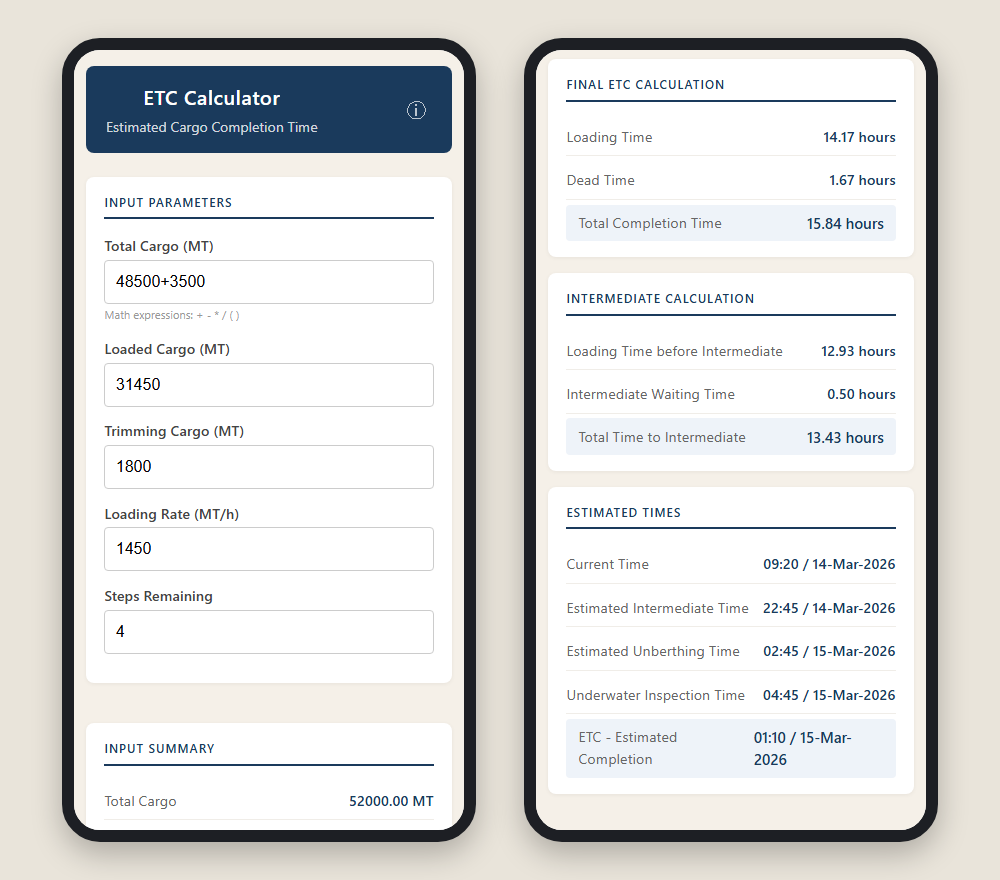 ETC Calculator
Estimated Cargo Completion Time
INPUT PARAMETERS
Total Cargo (MT)
48500+3500
Math expressions: + - * / ( )
Loaded Cargo (MT)
31450
Trimming Cargo (MT)
1800
Loading Rate (MT/h)
1450
Steps Remaining
4
INPUT SUMMARY
Total Cargo 52000.00 MT
FINAL ETC CALCULATION
Loading Time 14.17 hours
Dead Time 1.67 hours
Total Completion Time 15.84 hours
INTERMEDIATE CALCULATION
Loading Time before Intermediate 12.93 hours
Intermediate Waiting Time 0.50 hours
Total Time to Intermediate 13.43 hours
ESTIMATED TIMES
Current Time 09:20 / 14-Mar-2026
Estimated Intermediate Time 22:45 / 14-Mar-2026
Estimated Unberthing Time 02:45 / 15-Mar-2026
Underwater Inspection Time 04:45 / 15-Mar-2026
ETC - Estimated 01:10 / 15-Mar-
Completion 2026